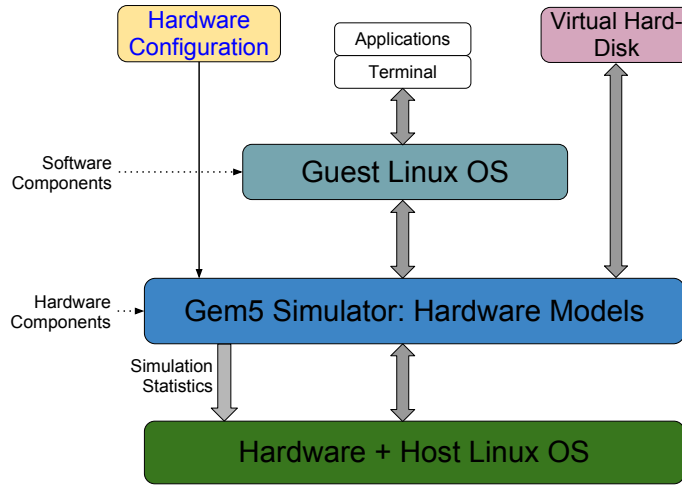 Hardware
Configuration
Applications
Terminal
Virtual Hard-
Disk
Software
Components
Guest Linux OS
Hardware
Components
Gem5 Simulator: Hardware Models
Simulation
Statistics
Hardware + Host Linux OS